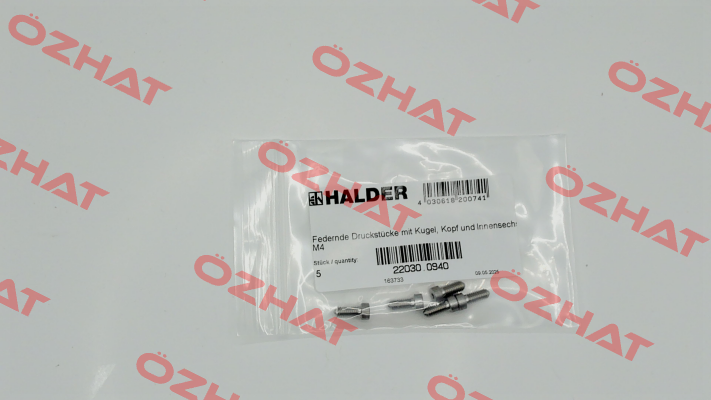 ÖZHAT
ÖZHAT
ÖZHAT
ÖZHAT
ÖZHAT
ÖZHAT
ÖZHAT
ÖZHAT
ÖZHAT
ÖZHAT
ÖZHAT
HALDER
4 030618 200741
Federnde Druckstücke mit Kugel, Kopf und Innensechs
M4
Stück / quantity:
5
22030.0940
163733